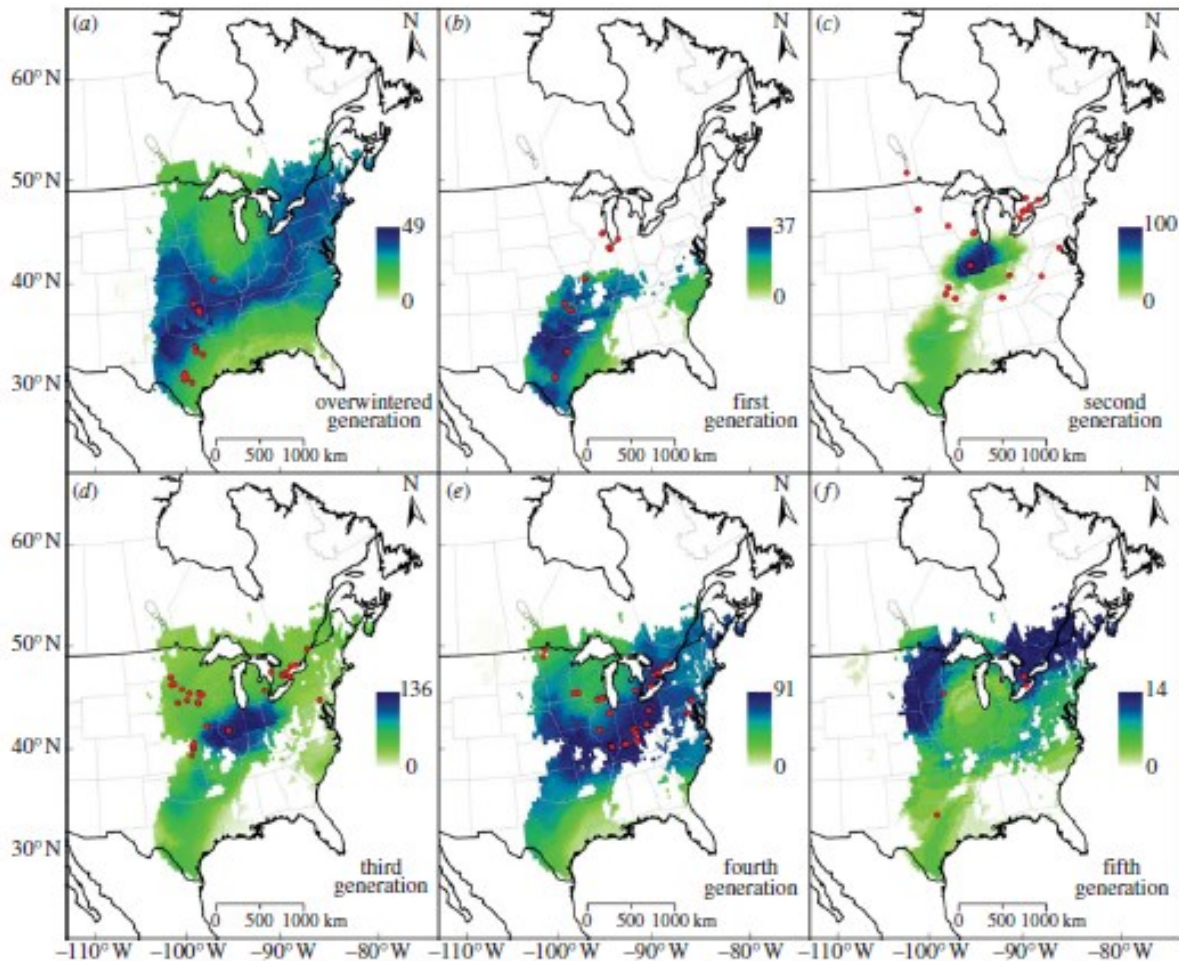 (a)
N
(b)
N
(c)
N
60°N
50°N
40°N
30°N
49
0
37
0
100
0
overwintered
generation
first
generation
second
generation
0
500 1000 km
0
500 1000 km
0
500 1000 km
(d)
N
(e)
N
(f)
N
60°N
50°N
40°N
30°N
136
0
91
0
14
0
third
generation
fourth
generation
fifth
generation
0
500 1000 km
0
500 1000 km
0
500 1000 km
−110°W −100°W −90°W −80°W
−110°W −100°W −90°W −80°W
−110°W −100°W −90°W −80°W